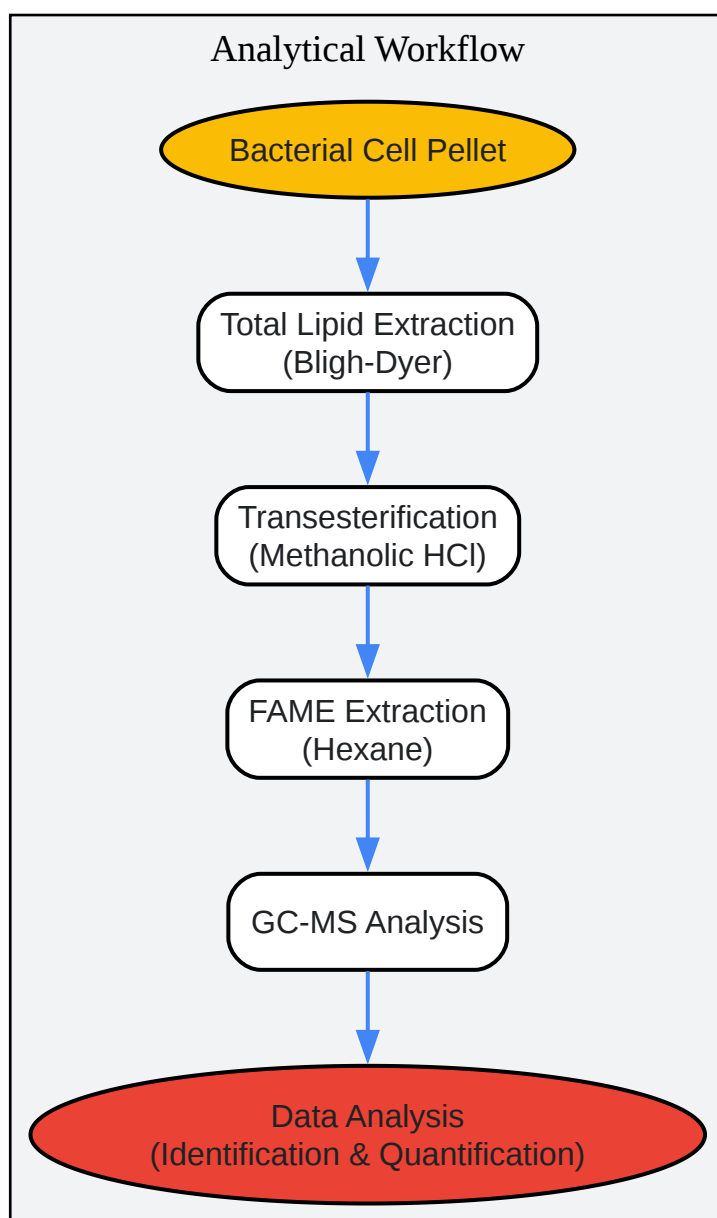 Analytical Workflow
Bacterial Cell Pellet
Total Lipid Extraction
(Bligh-Dyer)
Transesterification
(Methanolic HCl)
FAME Extraction
(Hexane)
GC-MS Analysis
Data Analysis
(Identification & Quantification)